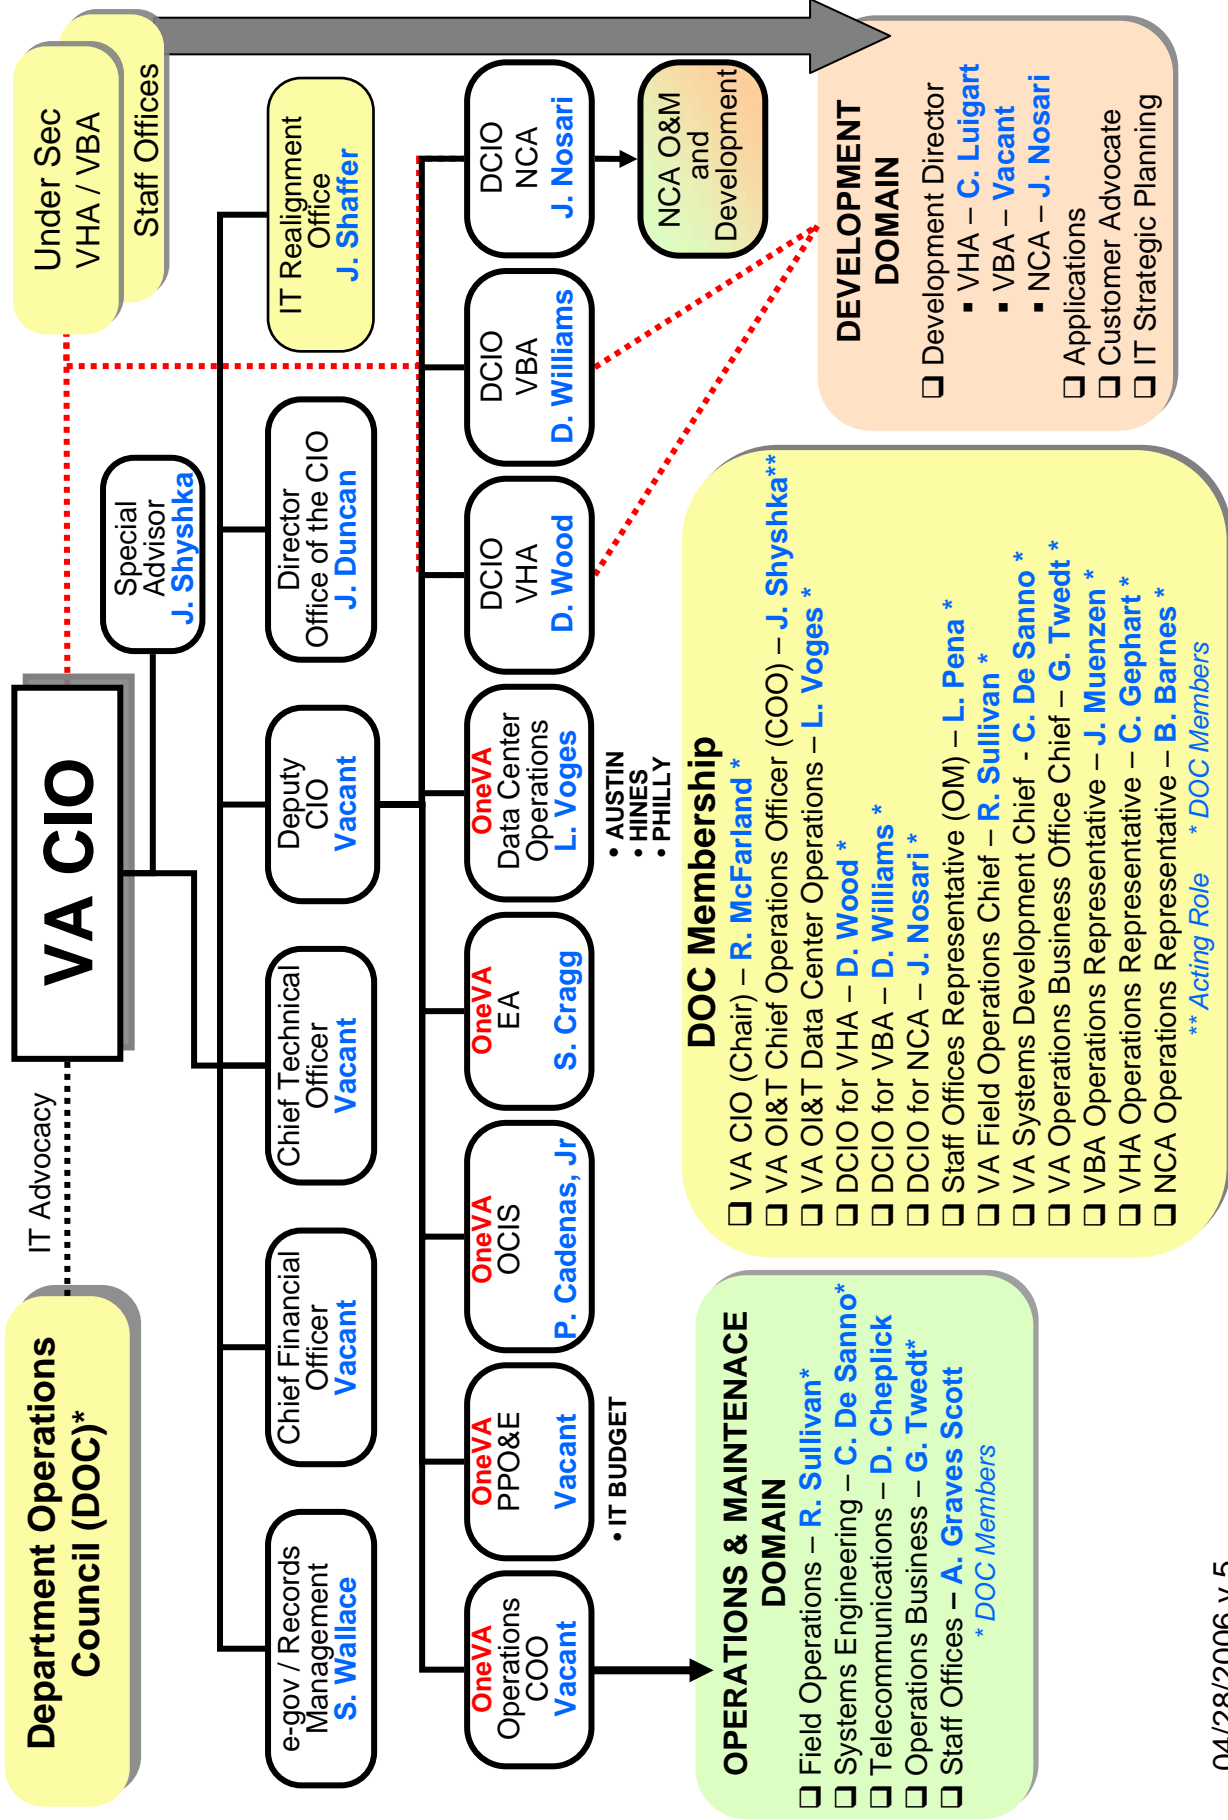 Department Operations
Council (DOC)*
IT Advocacy
VA CIO
Under Sec
VHA / VBA
Staff Offices
Special
Advisor
J. Shyshka
e-gov / Records
Management
S. Wallace
Chief Financial
Officer
Vacant
Chief Technical
Officer
Vacant
Deputy
CIO
Vacant
Director
Office of the CIO
J. Duncan
IT Realignment
Office
J. Shaffer
OneVA
Operations
COO
Vacant
OneVA
PPO&E
Vacant
• IT BUDGET
OneVA
OCIS
P. Cadenas, Jr
OneVA
EA
S. Cragg
OneVA
Data Center
Operations
L. Voges
• AUSTIN
• HINES
• PHILLY
DCIO
VHA
D. Wood
DCIO
VBA
D. Williams
DCIO
NCA
J. Nosari
NCA O&M
and
Development
OPERATIONS & MAINTENACE
DOMAIN
❑ Field Operations – R. Sullivan*
❑ Systems Engineering – C. De Sanno*
❑ Telecommunications – D. Cheplick
❑ Operations Business – G. Twedt*
❑ Staff Offices – A. Graves Scott
* DOC Members
DOC Membership
❑ VA CIO (Chair) – R. McFarland *
❑ VA OI&T Chief Operations Officer (COO) – J. Shyshka**
❑ VA OI&T Data Center Operations – L. Voges *
❑ DCIO for VHA – D. Wood *
❑ DCIO for VBA – D. Williams *
❑ DCIO for NCA – J. Nosari *
❑ Staff Offices Representative (OM) – L. Pena *
❑ VA Field Operations Chief – R. Sullivan *
❑ VA Systems Development Chief - C. De Sanno *
❑ VA Operations Business Office Chief – G. Twedt *
❑ VBA Operations Representative – J. Muenzen *
❑ VHA Operations Representative – C. Gephart *
❑ NCA Operations Representative – B. Barnes *
** Acting Role * DOC Members
DEVELOPMENT
DOMAIN
❑ Development Director
▪ VHA – C. Luigart
▪ VBA – Vacant
▪ NCA – J. Nosari
❑ Applications
❑ Customer Advocate
❑ IT Strategic Planning
04/28/2006 v.5